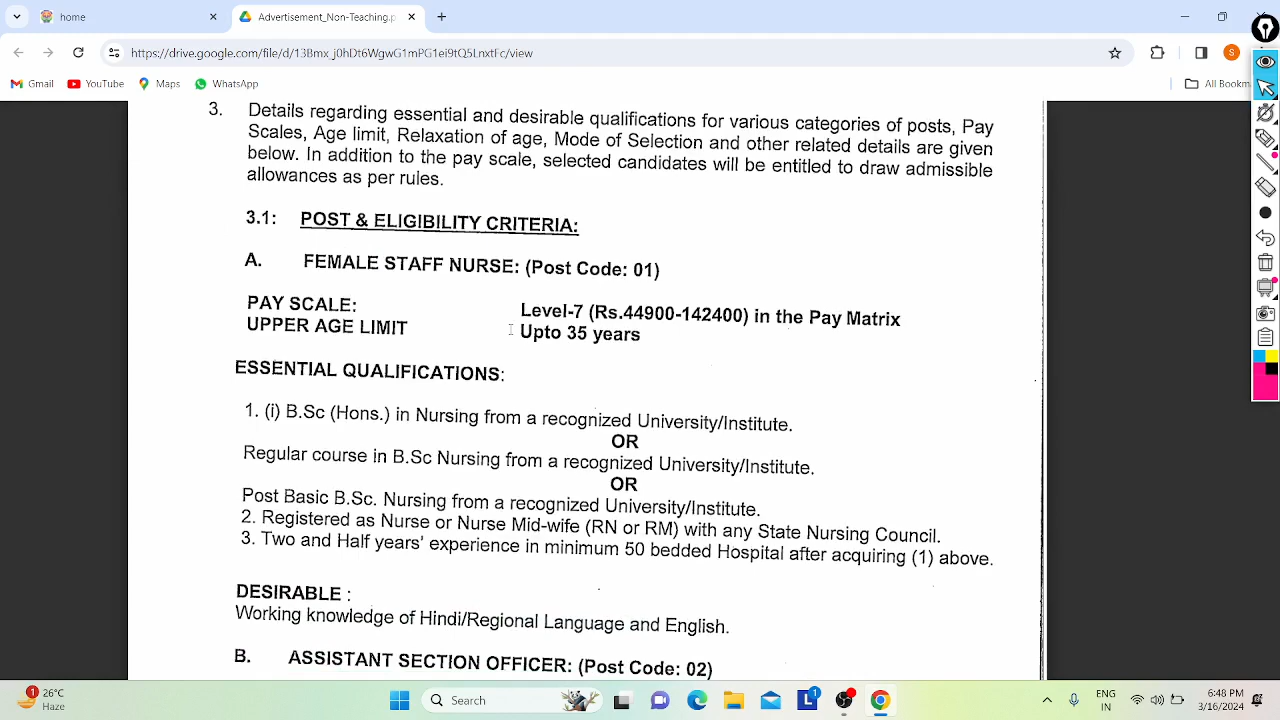 home
Advertisement_Non-Teaching.p
Gmail
YouTube
Maps
WhatsApp
All Bookm
3. Details regarding essential and desirable qualifications for various categories of posts, Pay
Scales, Age limit, Relaxation of age, Mode of Selection and other related details are given
below. In addition to the pay scale, selected candidates will be entitled to draw admissible
allowances as per rules.
3.1: POST & ELIGIBILITY CRITERIA:
A. FEMALE STAFF NURSE: (Post Code: 01)
PAY SCALE: Level-7 (Rs.44900-142400) in the Pay Matrix
UPPER AGE LIMIT Upto 35 years
ESSENTIAL QUALIFICATIONS:
1. (i) B.Sc (Hons.) in Nursing from a recognized University/Institute.
OR
Regular course in B.Sc Nursing from a recognized University/Institute.
OR
Post Basic B.Sc. Nursing from a recognized University/Institute.
2. Registered as Nurse or Nurse Mid-wife (RN or RM) with any State Nursing Council.
3. Two and Half years' experience in minimum 50 bedded Hospital after acquiring (1) above.
DESIRABLE :
Working knowledge of Hindi/Regional Language and English.
B. ASSISTANT SECTION OFFICER: (Post Code: 02)
1
26°C
Haze
Search
L
1
ENG
IN
6:48 PM
3/16/2024
S